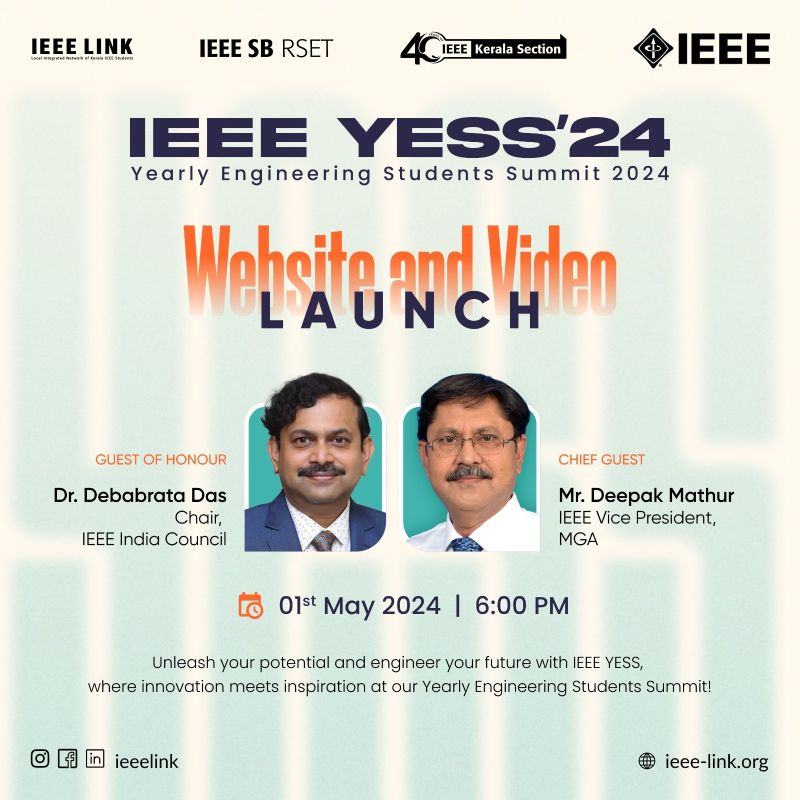 IEEE LINK
Local Integrated Network of Kerala IEEE Students
IEEE SB RSET
40 IEEE Kerala Section
IEEE
IEEE YESS'24
Yearly Engineering Students Summit 2024
Website and Video
LAUNCH
GUEST OF HONOUR
Dr. Debabrata Das
Chair,
IEEE India Council
CHIEF GUEST
Mr. Deepak Mathur
IEEE Vice President,
MGA
01st May 2024 | 6:00 PM
Unleash your potential and engineer your future with IEEE YESS,
where innovation meets inspiration at our Yearly Engineering Students Summit!
ieeelink
ieee-link.org